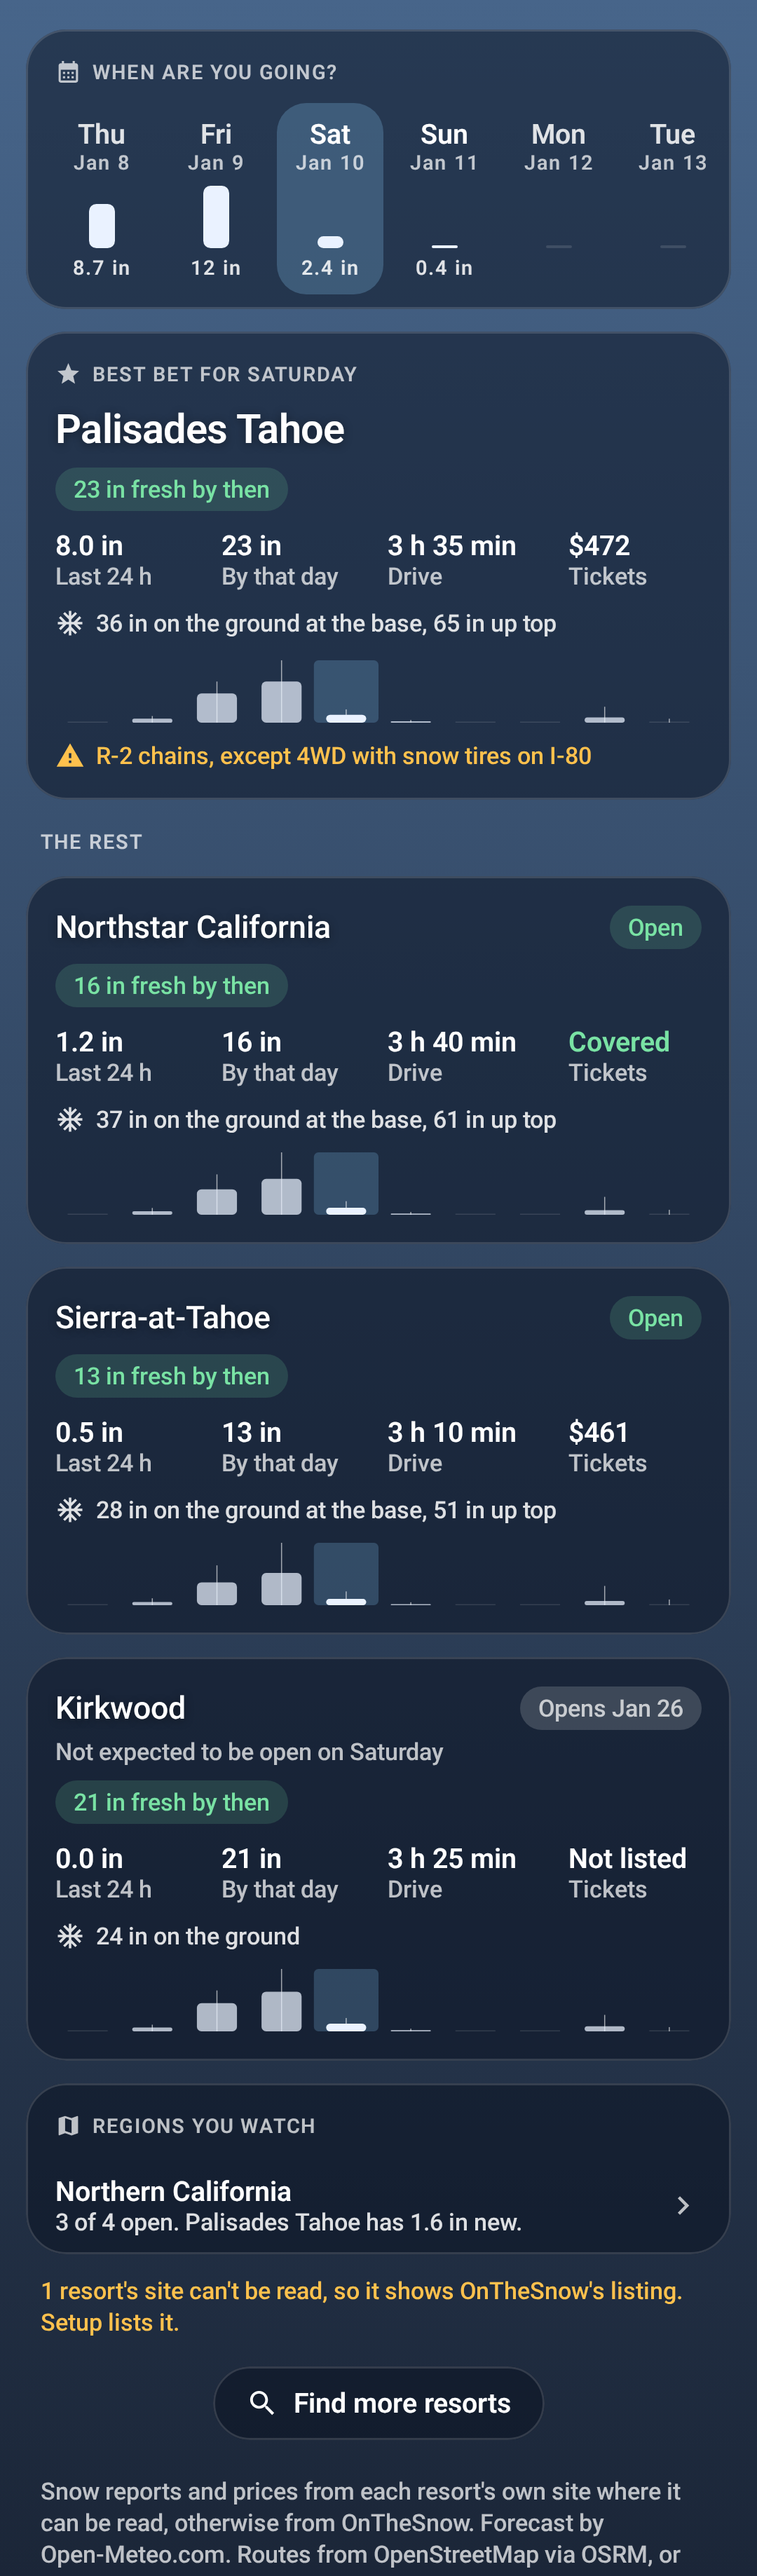 WHEN ARE YOU GOING?
Thu Fri Sat Sun Mon Tue
Jan 8 Jan 9 Jan 10 Jan 11 Jan 12 Jan 13
8.7 in 12 in 2.4 in 0.4 in
BEST BET FOR SATURDAY
Palisades Tahoe
23 in fresh by then
8.0 in 23 in 3 h 35 min $472
Last 24 h By that day Drive Tickets
36 in on the ground at the base, 65 in up top
R-2 chains, except 4WD with snow tires on I-80
THE REST
Northstar California Open
16 in fresh by then
1.2 in 16 in 3 h 40 min Covered
Last 24 h By that day Drive Tickets
37 in on the ground at the base, 61 in up top
Sierra-at-Tahoe Open
13 in fresh by then
0.5 in 13 in 3 h 10 min $461
Last 24 h By that day Drive Tickets
28 in on the ground at the base, 51 in up top
Kirkwood Opens Jan 26
Not expected to be open on Saturday
21 in fresh by then
0.0 in 21 in 3 h 25 min Not listed
Last 24 h By that day Drive Tickets
24 in on the ground
REGIONS YOU WATCH
Northern California
3 of 4 open. Palisades Tahoe has 1.6 in new.
1 resort's site can't be read, so it shows OnTheSnow's listing.
Setup lists it.
Find more resorts
Snow reports and prices from each resort's own site where it
can be read, otherwise from OnTheSnow. Forecast by
Open-Meteo.com. Routes from OpenStreetMap via OSRM, or